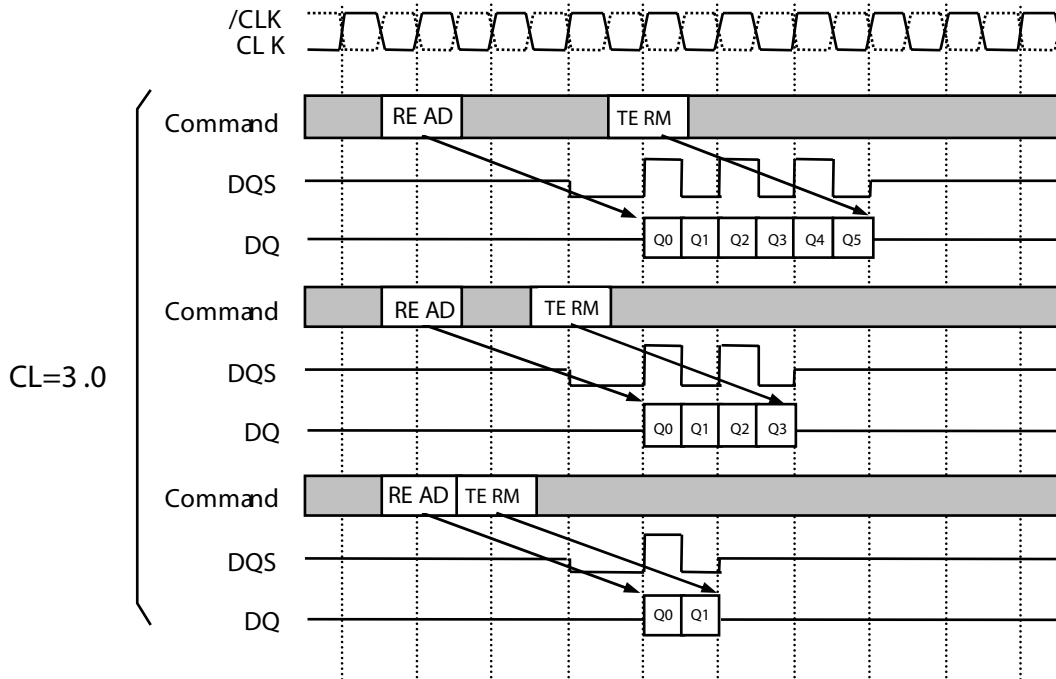 /CLK
CL K
Command RE AD TE RM
DQS
DQ Q0 Q1 Q2 Q3 Q4 Q5
Command RE AD TE RM
CL=3 .0
DQS
DQ Q0 Q1 Q2 Q3
Command RE AD TE RM
DQS
DQ Q0 Q1